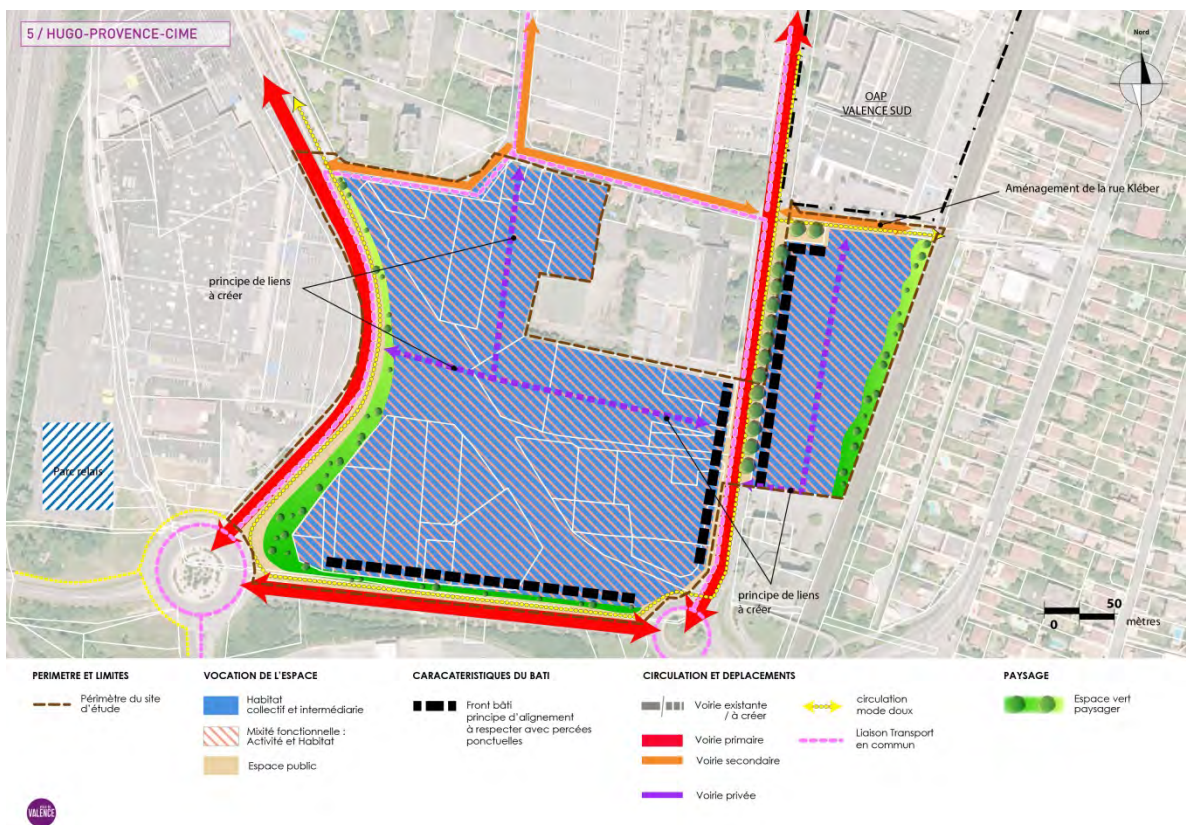 5 / HUGO-PROVENCE-CIME
Nord
OAP
VALENCE SUD
Aménagement de la rue Kléber
principe de liens
à créer
Parc relais
principe de liens
à créer
50
0
mètres
PERIMETRE ET LIMITES
Périmètre du site
d'étude
VOCATION DE L'ESPACE
Habitat
collectif et intermédiarie
Mixité fonctionnelle :
Activité et Habitat
Espace public
CARACATERISTIQUES DU BATI
Front bâti
principe d'alignement
à respecter avec percées
ponctuelles
CIRCULATION ET DEPLACEMENTS
Voirie existante
/ à créer
Voirie primaire
Voirie secondaire
Voirie privée
circulation
mode doux
Liaison Transport
en commun
PAYSAGE
Espace vert
paysager
VALENCE